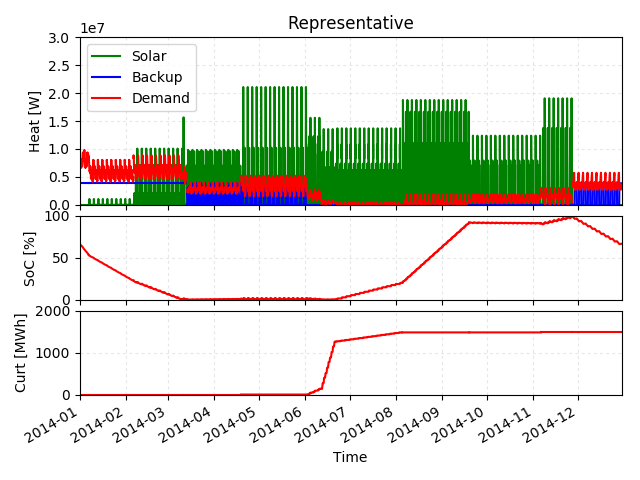 Representative
1e7
3.0
2.5
2.0
1.5
1.0
0.5
0.0
Heat [W]
Solar
Backup
Demand
100
50
0
SoC [%]
2000
1000
0
Curt [MWh]
2014-01
2014-02
2014-03
2014-04
2014-05
2014-06
2014-07
2014-08
2014-09
2014-10
2014-11
2014-12
Time